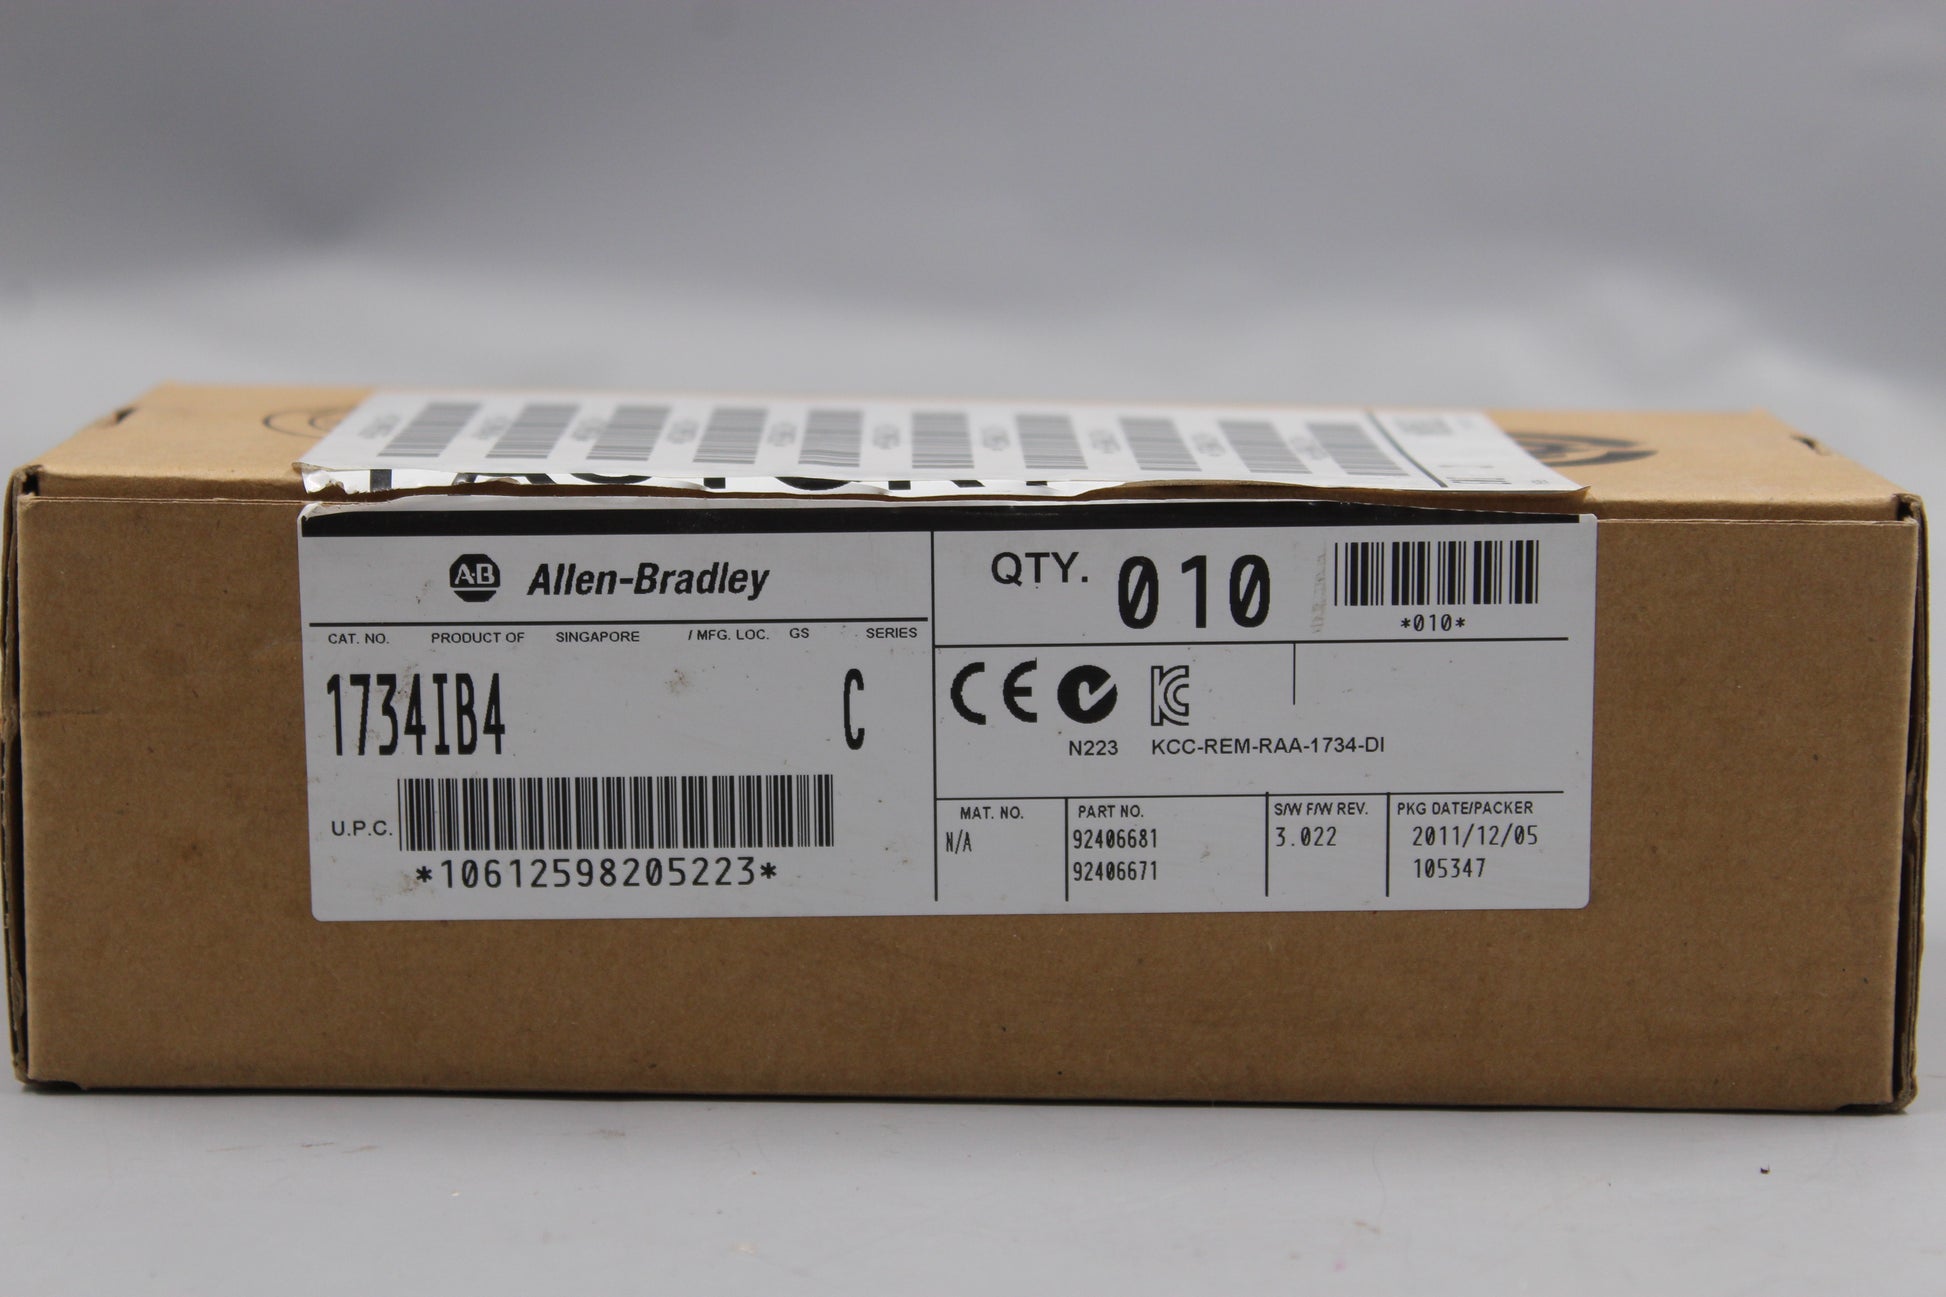 FACTORY
A-B Allen-Bradley
QTY. 010
*010*
CAT. NO. PRODUCT OF SINGAPORE / MFG. LOC. GS SERIES
1734IB4 C
CE
N223 KCC-REM-RAA-1734-DI
U.P.C.
*10612598205223*
MAT. NO. PART NO. S/W F/W REV. PKG DATE/PACKER
N/A 92406681 3.022 2011/12/05
92406671 105347